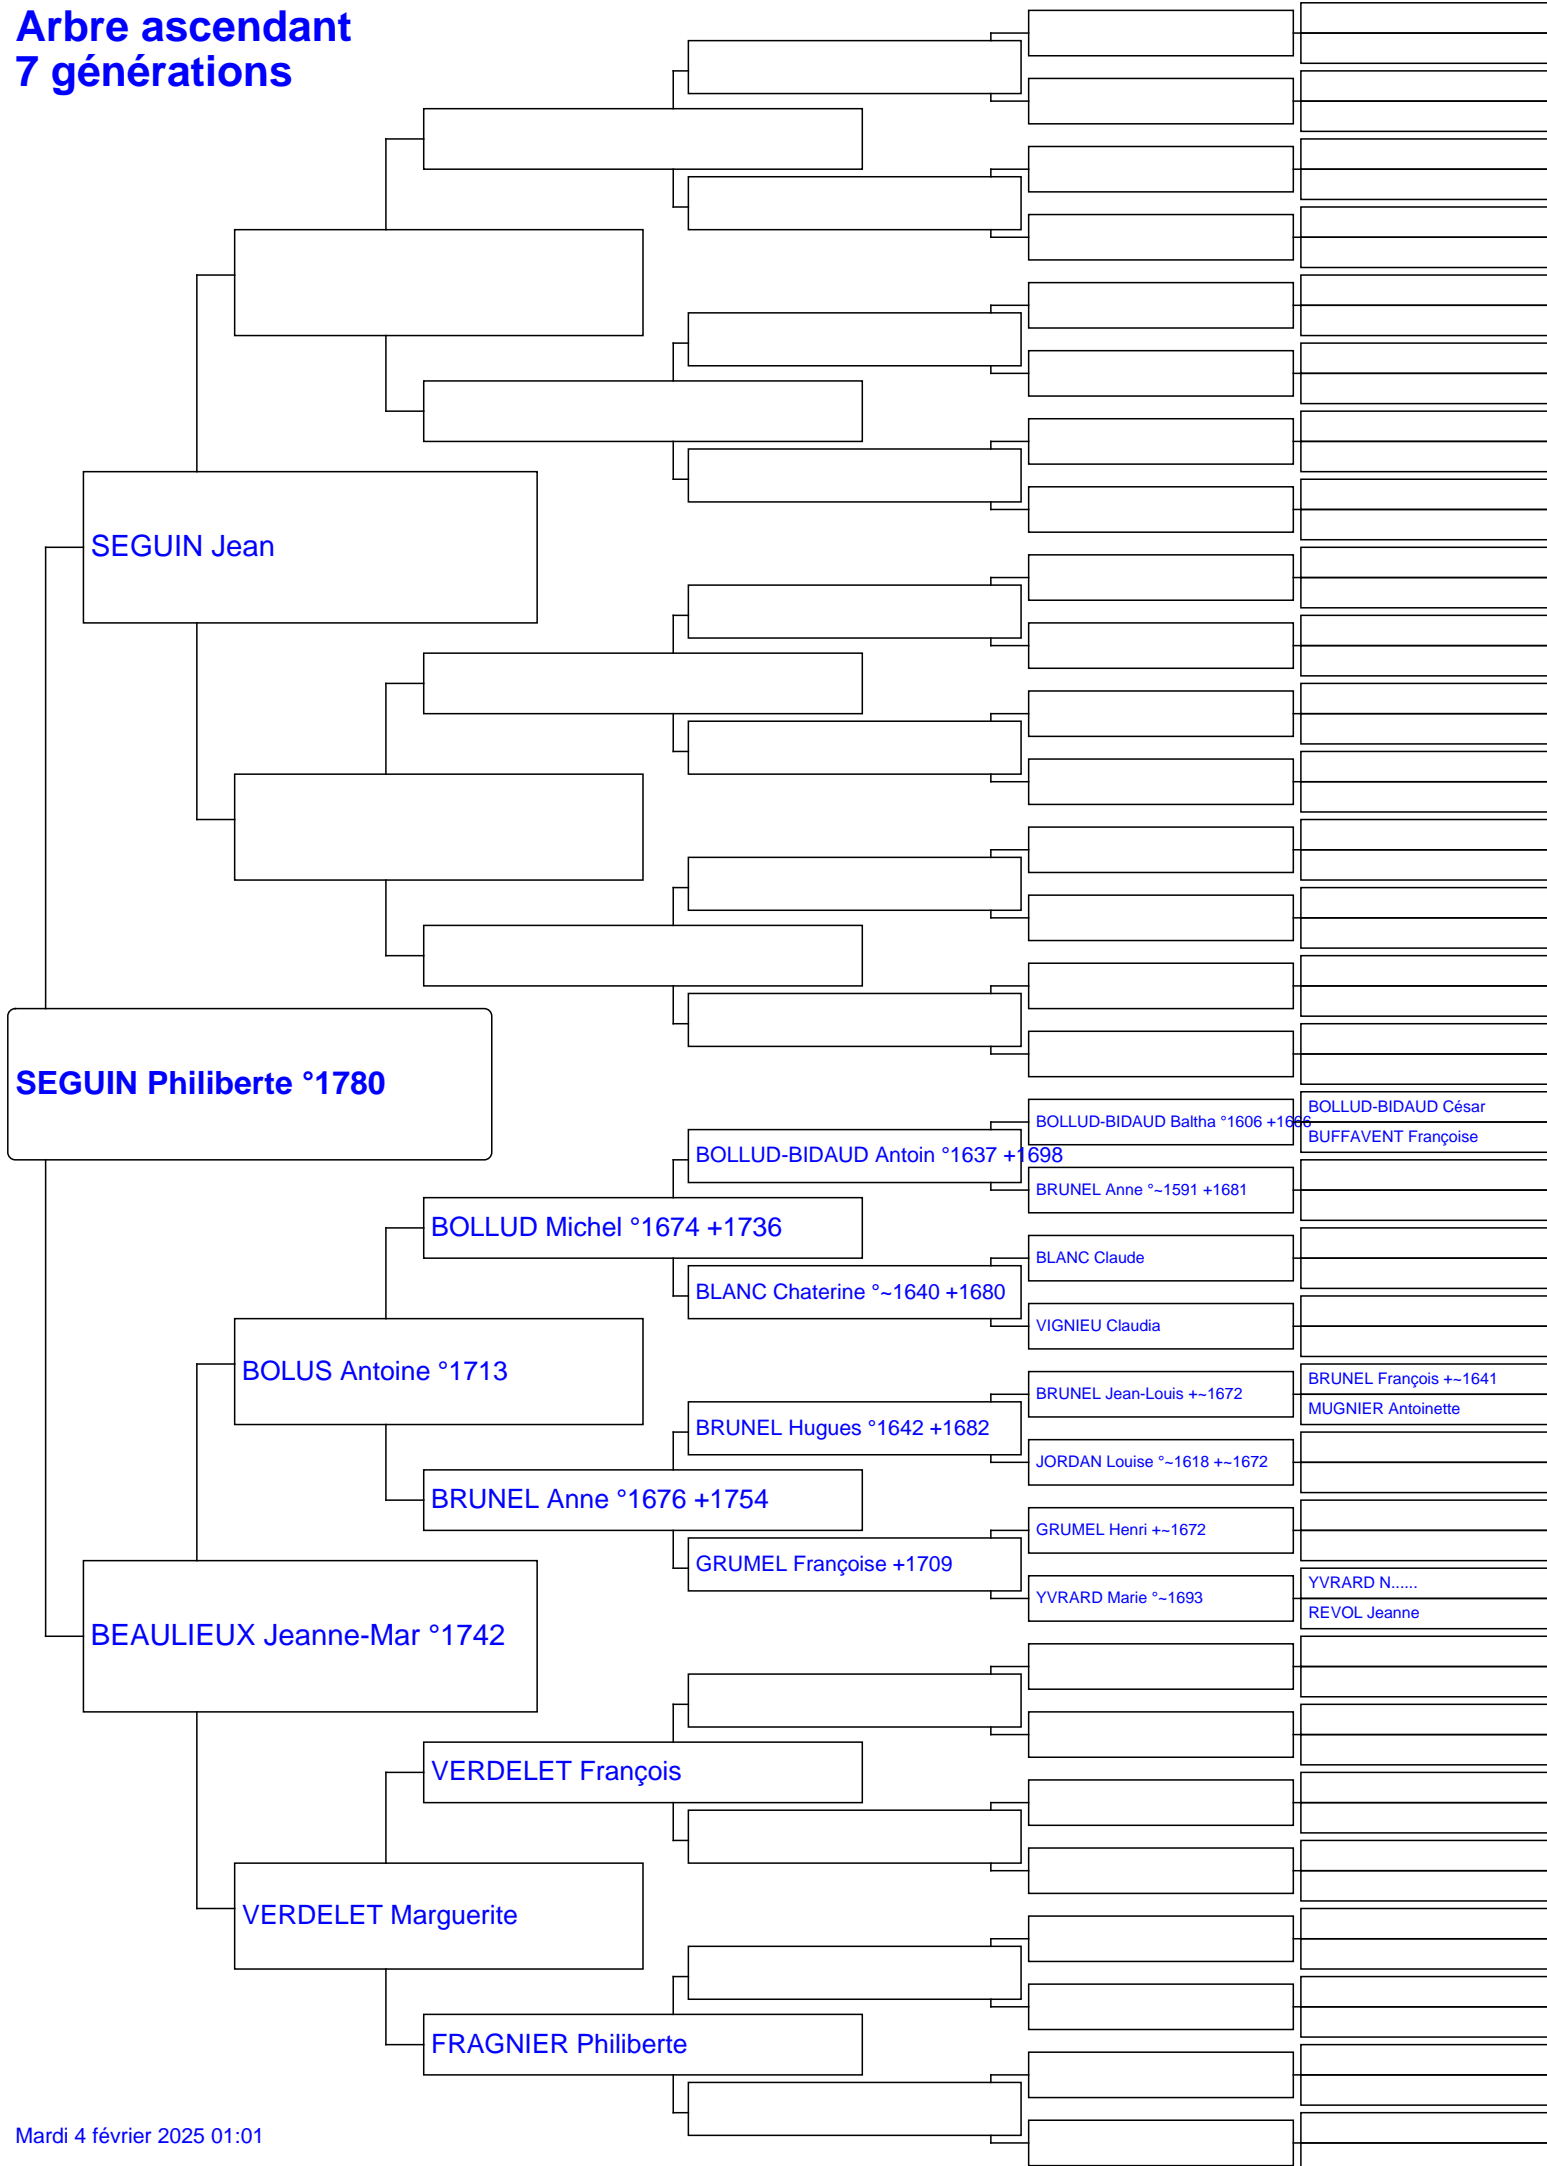 Arbre ascendant
7 générations
SEGUIN Jean
SEGUIN Philiberte °1780
BOLLUD-BIDAUD Baltha °1606 +1666
BOLLUD-BIDAUD César
BUFFAVENT Françoise
BOLLUD-BIDAUD Antoin °1637 +1698
BRUNEL Anne °~1591 +1681
BOLLUD Michel °1674 +1736
BLANC Claude
BLANC Chaterine °~1640 +1680
VIGNIEU Claudia
BOLUS Antoine °1713
BRUNEL Jean-Louis +~1672
BRUNEL François +~1641
MUGNIER Antoinette
BRUNEL Hugues °1642 +1682
JORDAN Louise °~1618 +~1672
BRUNEL Anne °1676 +1754
GRUMEL Henri +~1672
GRUMEL Françoise +1709
YVRARD Marie °~1693
YVRARD N......
REVOL Jeanne
BEAULIEUX Jeanne-Mar °1742
VERDELET François
VERDELET Marguerite
FRAGNIER Philiberte
Mardi 4 février 2025 01:01